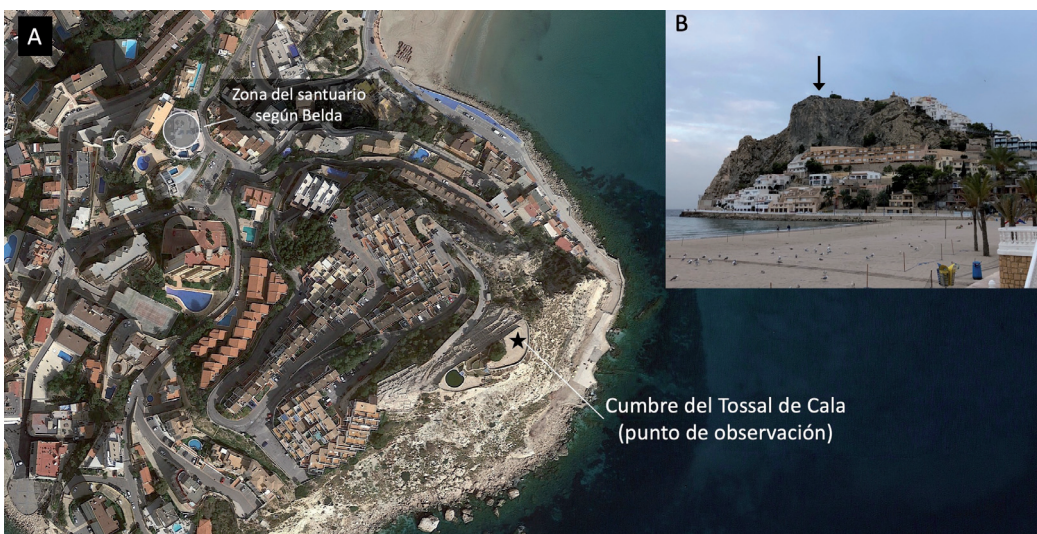 A
B
Zona del santuario
según Belda
Cumbre del Tossal de Cala
(punto de observación)